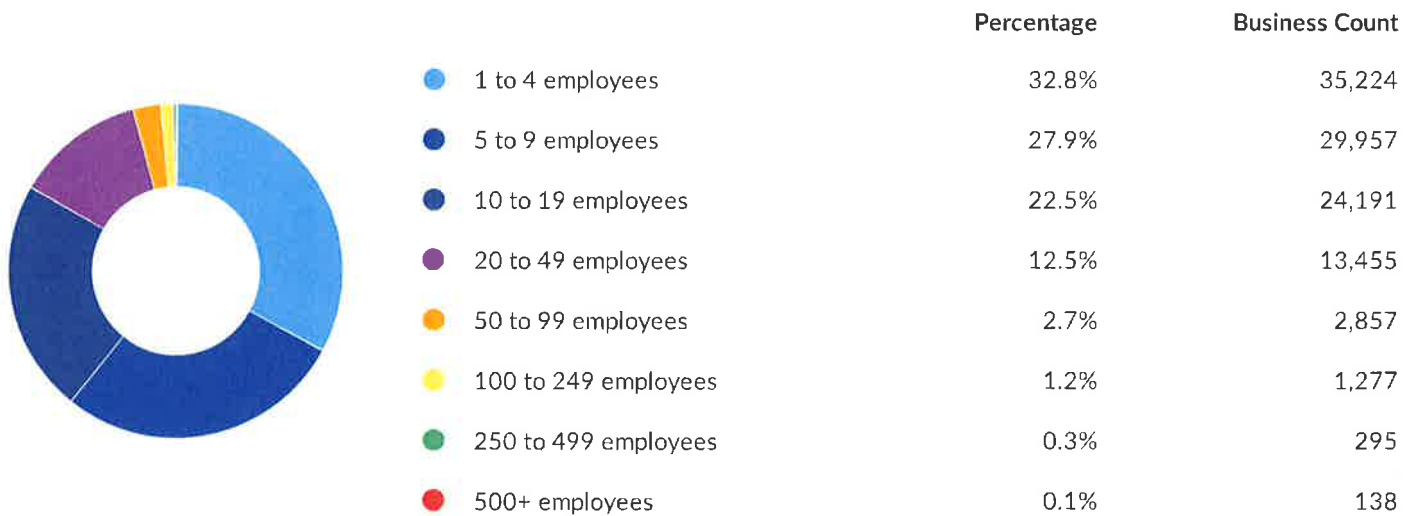 Percentage Business Count
1 to 4 employees 32.8% 35,224
5 to 9 employees 27.9% 29,957
10 to 19 employees 22.5% 24,191
20 to 49 employees 12.5% 13,455
50 to 99 employees 2.7% 2,857
100 to 249 employees 1.2% 1,277
250 to 499 employees 0.3% 295
500+ employees 0.1% 138